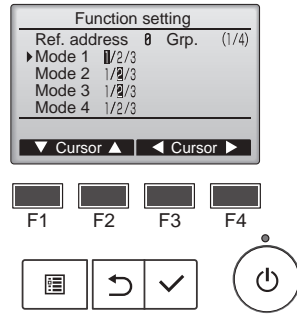 Function setting
Ref. address 0 Grp. (1/4)
Mode 1 1/2/3
Mode 2 1/2/3
Mode 3 1/2/3
Mode 4 1/2/3
▼ Cursor ▲ ◀ Cursor ▶
F1 F2 F3 F4